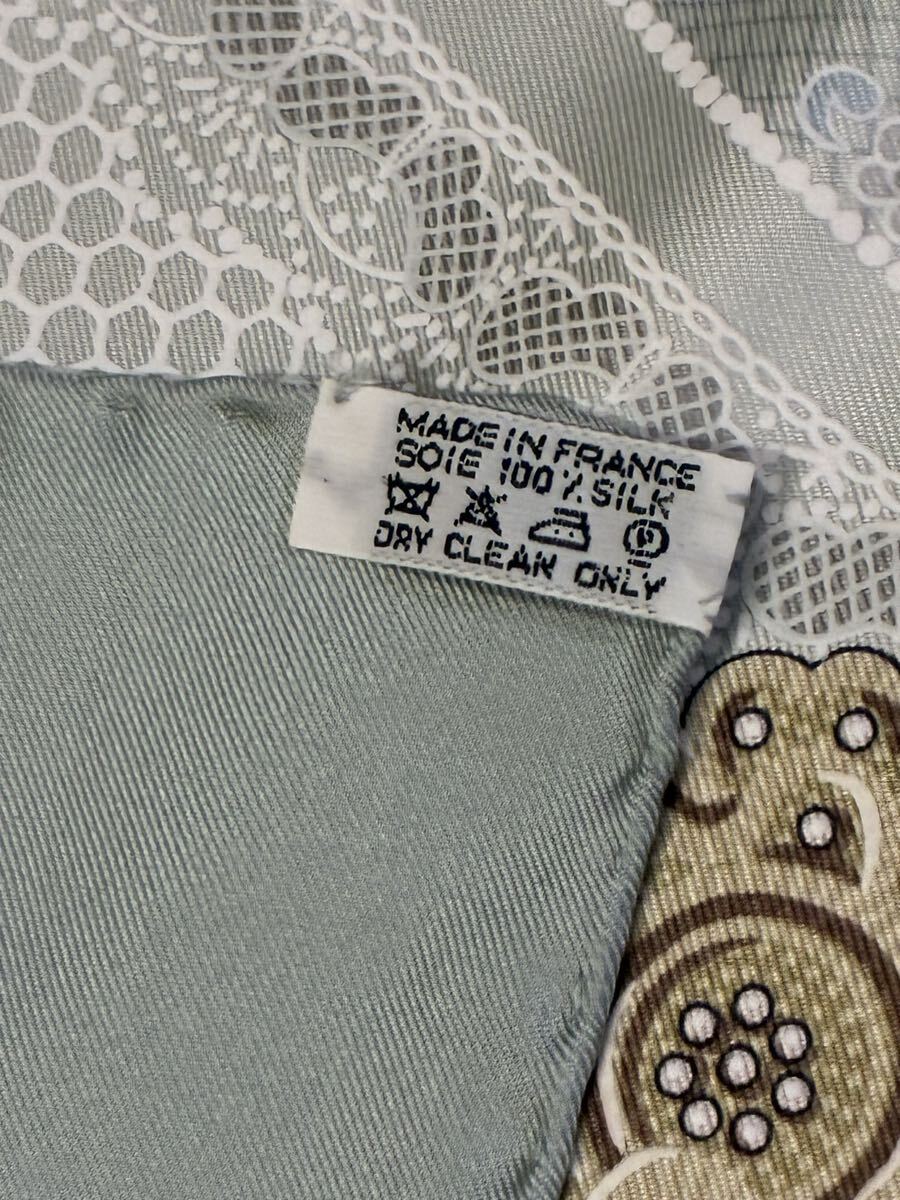 MADE IN FRANCE
SOIE 100% SILK
DRY CLEAN ONLY